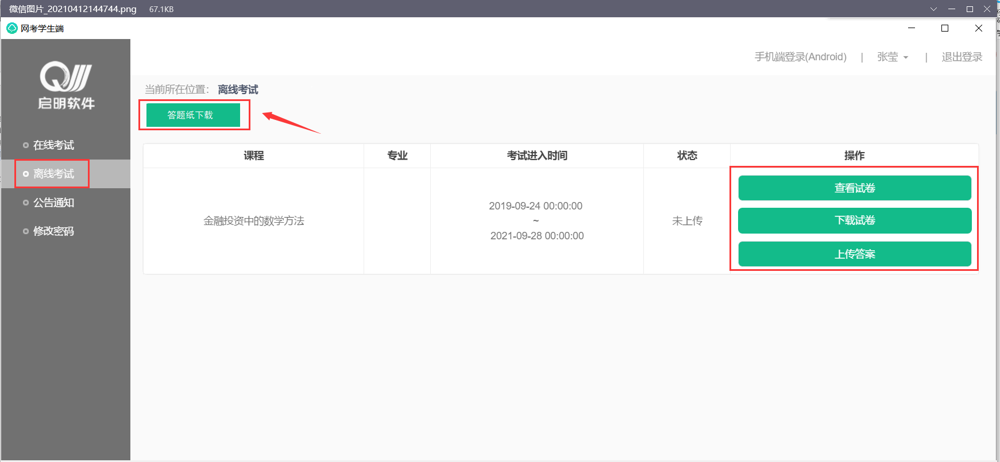 微信图片_20210412144744.png 67.1KB
网考学生端
手机端登录(Android) | 张莹 | 退出登录
启明软件
当前所在位置： 离线考试
答题纸下载
在线考试
离线考试
公告通知
修改密码
课程 专业 考试进入时间 状态 操作
金融投资中的数学方法
2019-09-24 00:00:00
~
2021-09-28 00:00:00
未上传
查看试卷
下载试卷
上传答案